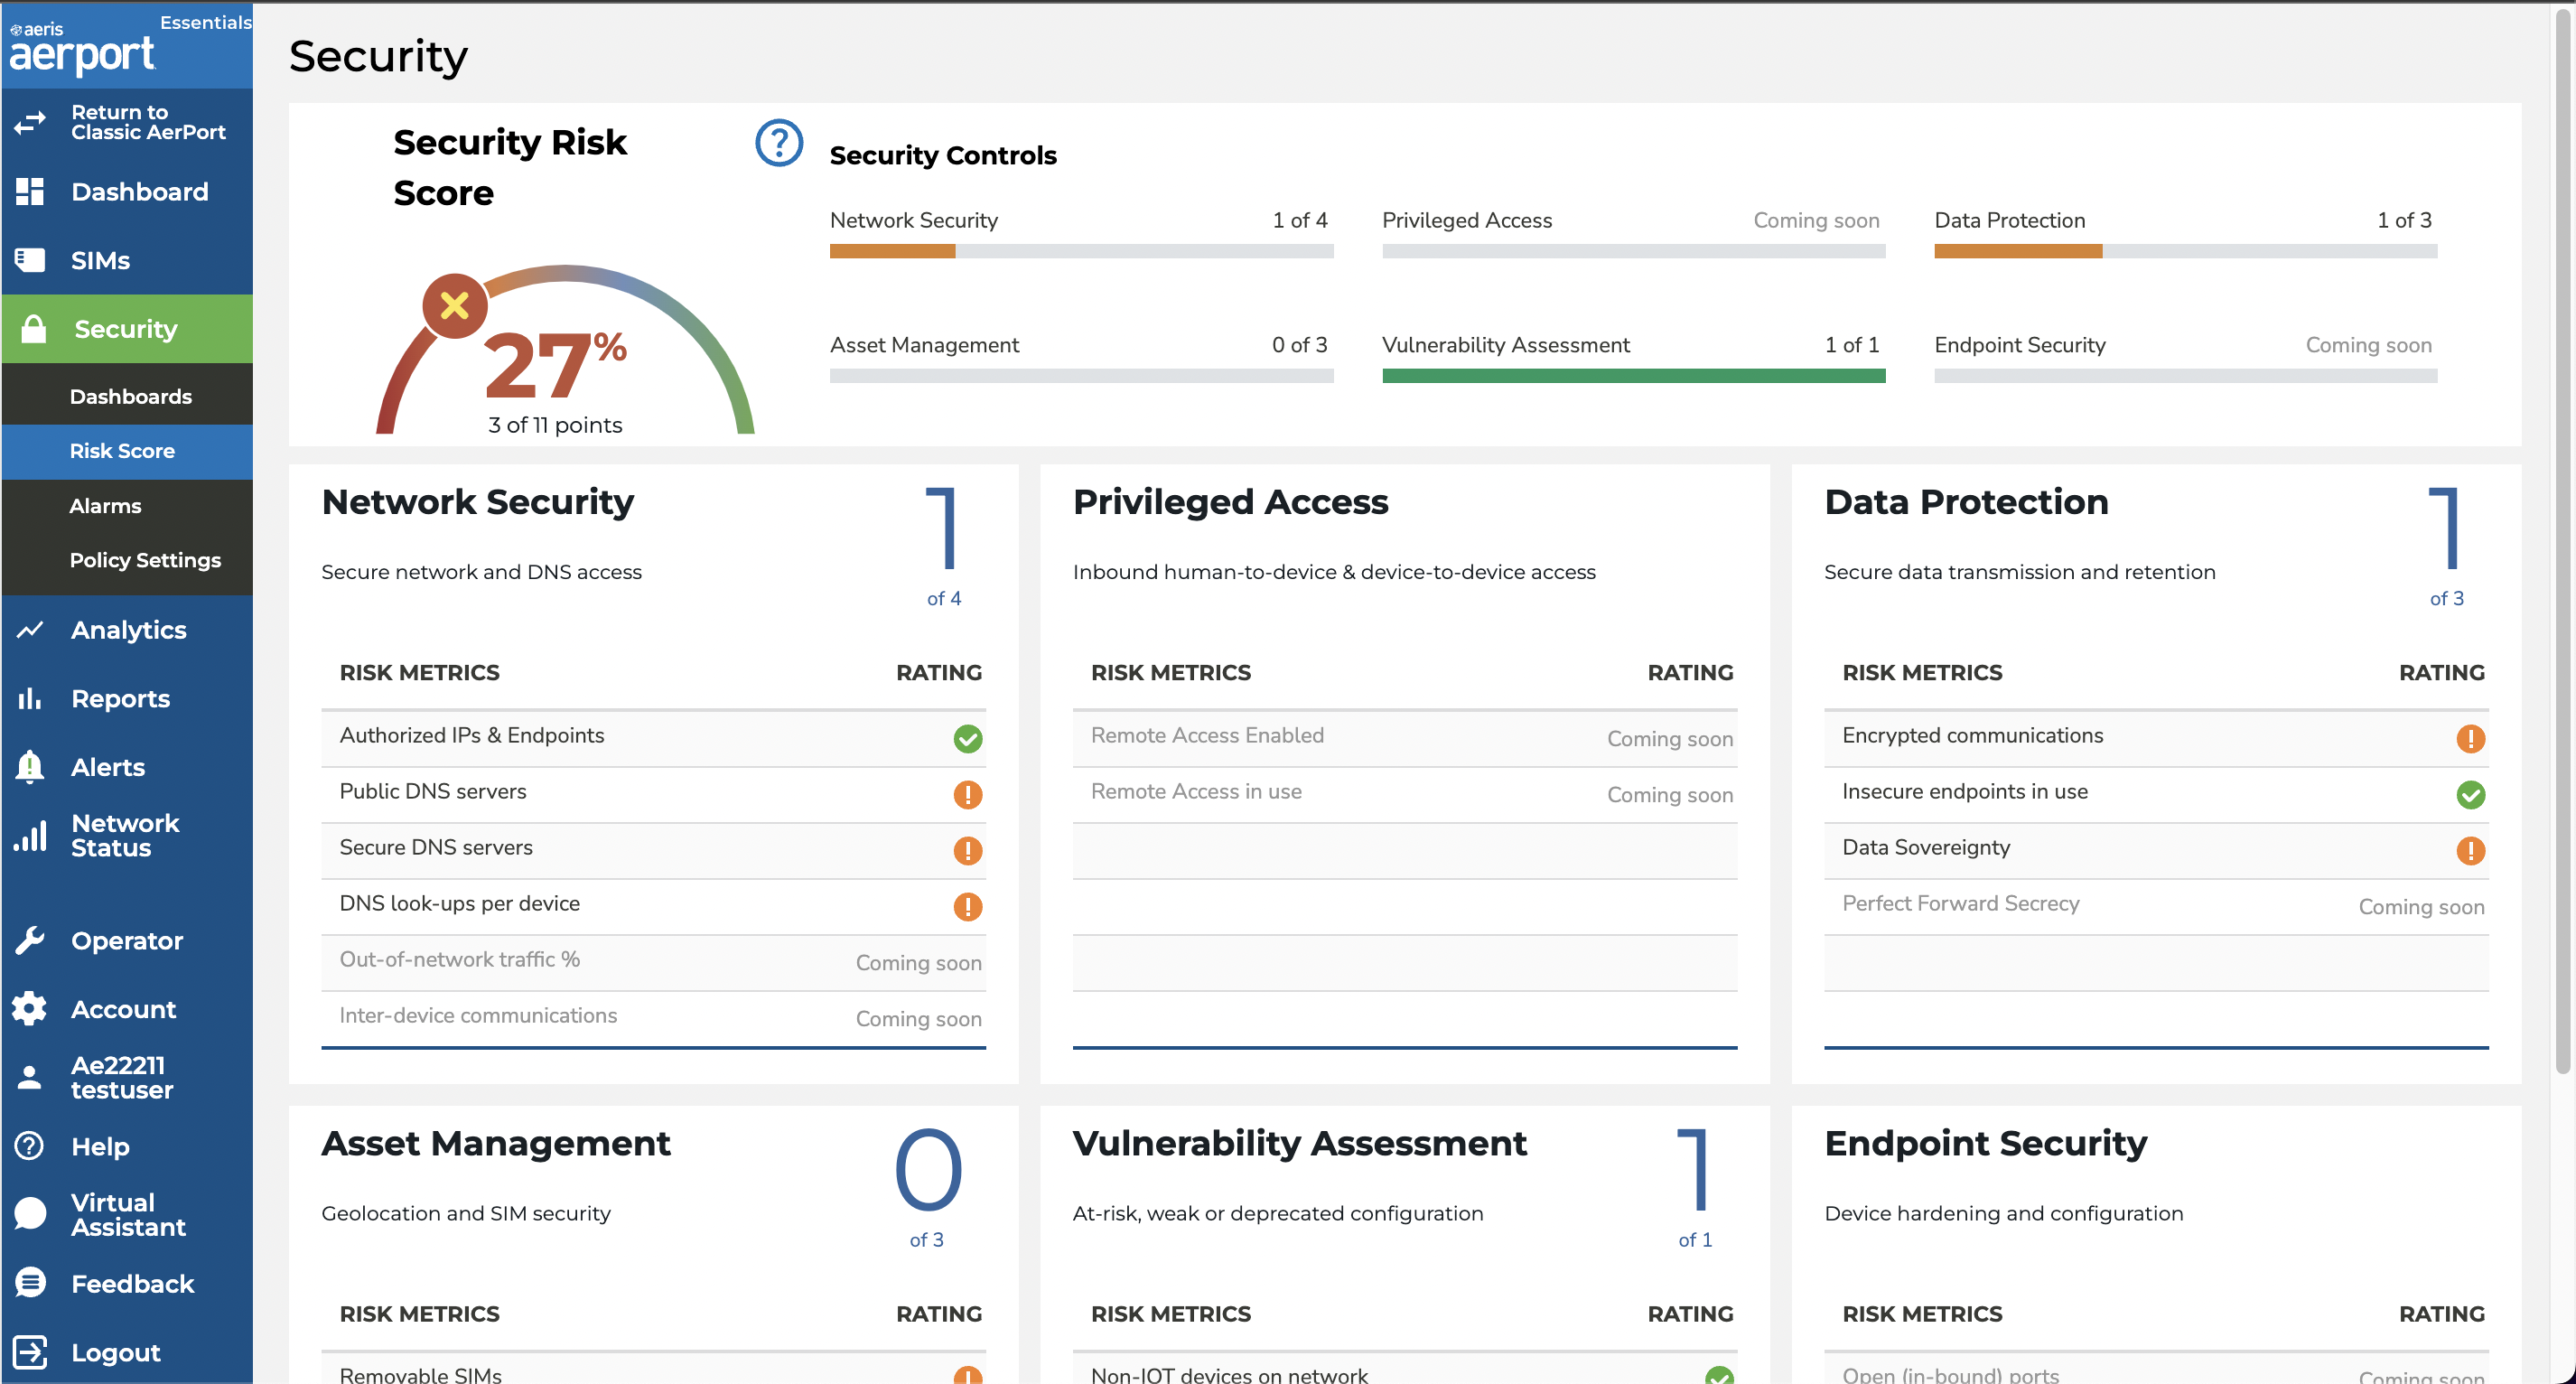 aeris
aerport
Essentials
Return to
Classic AerPort
Dashboard
SIMs
Security
Dashboards
Risk Score
Alarms
Policy Settings
Analytics
Reports
Alerts
Network
Status
Operator
Account
Ae22211
testuser
Help
Virtual
Assistant
Feedback
Logout
Security
Security Risk
Score
27%
3 of 11 points
Security Controls
Network Security 1 of 4
Privileged Access Coming soon
Data Protection 1 of 3
Asset Management 0 of 3
Vulnerability Assessment 1 of 1
Endpoint Security Coming soon
Network Security
1
of 4
Secure network and DNS access
RISK METRICS RATING
Authorized IPs & Endpoints
Public DNS servers
Secure DNS servers
DNS look-ups per device
Out-of-network traffic % Coming soon
Inter-device communications Coming soon
Privileged Access
Inbound human-to-device & device-to-device access
RISK METRICS RATING
Remote Access Enabled Coming soon
Remote Access in use Coming soon
Data Protection
1
of 3
Secure data transmission and retention
RISK METRICS RATING
Encrypted communications
Insecure endpoints in use
Data Sovereignty
Perfect Forward Secrecy Coming soon
Asset Management
0
of 3
Geolocation and SIM security
RISK METRICS RATING
Removable SIMs
Vulnerability Assessment
1
of 1
At-risk, weak or deprecated configuration
RISK METRICS RATING
Non-IOT devices on network
Endpoint Security
Device hardening and configuration
RISK METRICS RATING
Open (in-bound) ports Coming soon